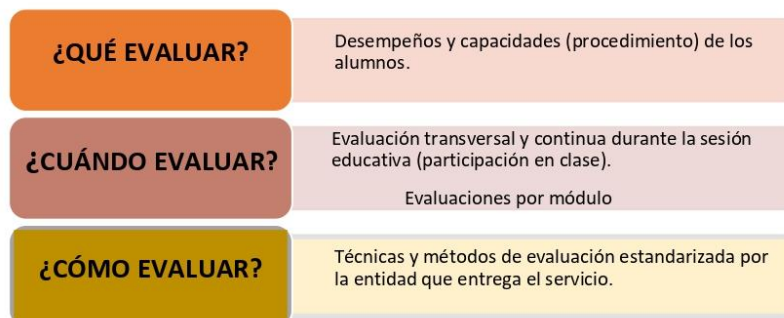 ¿QUÉ EVALUAR?
Desempeños y capacidades (procedimiento) de los
alumnos.
¿CUÁNDO EVALUAR?
Evaluación transversal y continua durante la sesión
educativa (participación en clase).
Evaluaciones por módulo
¿CÓMO EVALUAR?
Técnicas y métodos de evaluación estandarizada por
la entidad que entrega el servicio.